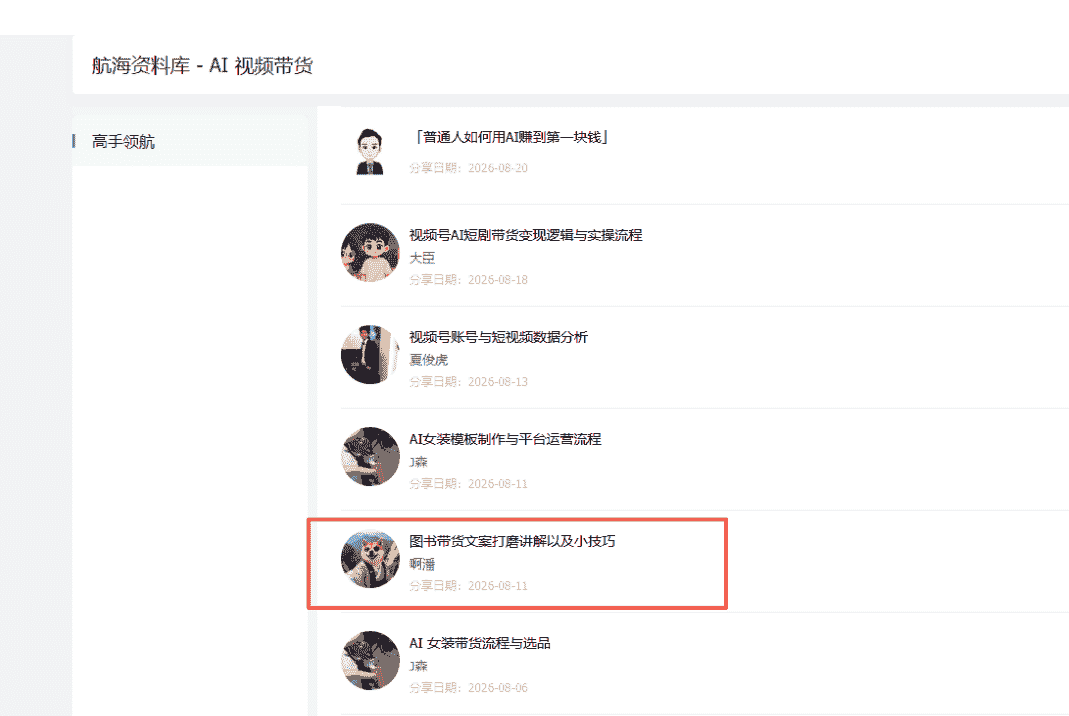 航海资料库 - AI 视频带货
高手领航
「普通人如何用AI赚到第一块钱」
分享日期：2026-08-20
视频号AI短剧带货变现逻辑与实操流程
大臣
分享日期：2026-08-18
视频号账号与短视频数据分析
夏俊虎
分享日期：2026-08-13
AI女装模板制作与平台运营流程
J森
分享日期：2026-08-11
图书带货文案打磨讲解以及小技巧
啊潘
分享日期：2026-08-11
AI 女装带货流程与选品
J森
分享日期：2026-08-06